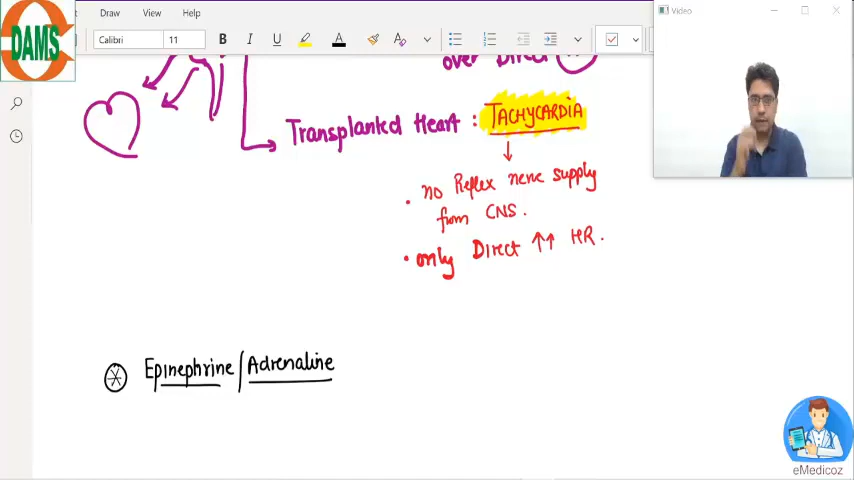 DAMS
Draw View Help
Video
Calibri 11 B I U A
over Direct
Transplanted Heart : TACHYCARDIA
• no Reflex nerve supply
from CNS.
• only Direct ↑↑ HR.
Epinephrine/Adrenaline
eMedicoz